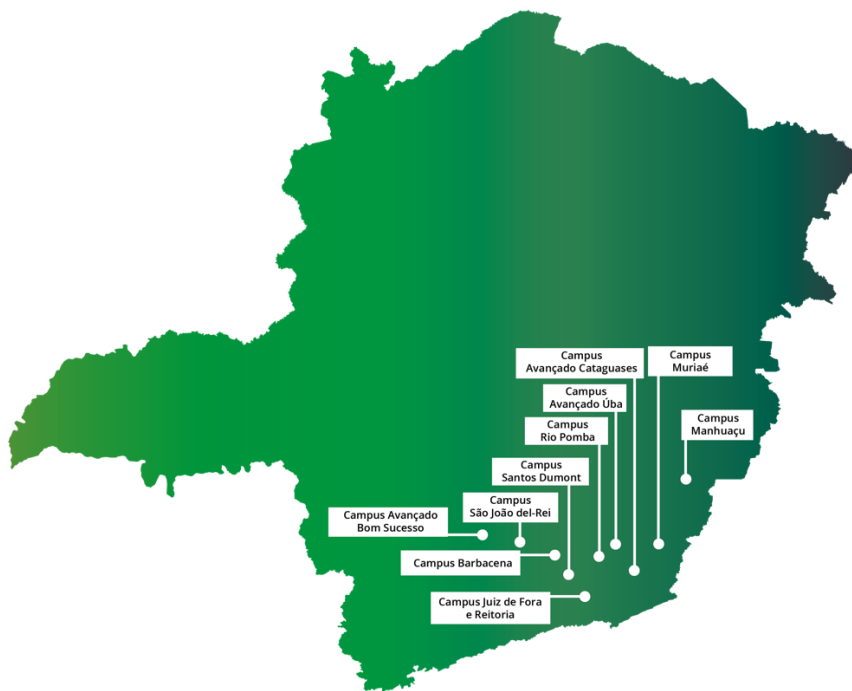 Campus
Avançado Cataguases
Campus
Muriaé
Campus
Avançado Úba
Campus
Manhuaçu
Campus
Rio Pomba
Campus
Santos Dumont
Campus
São João del-Rei
Campus Avançado
Bom Sucesso
Campus Barbacena
Campus Juiz de Fora
e Reitoria